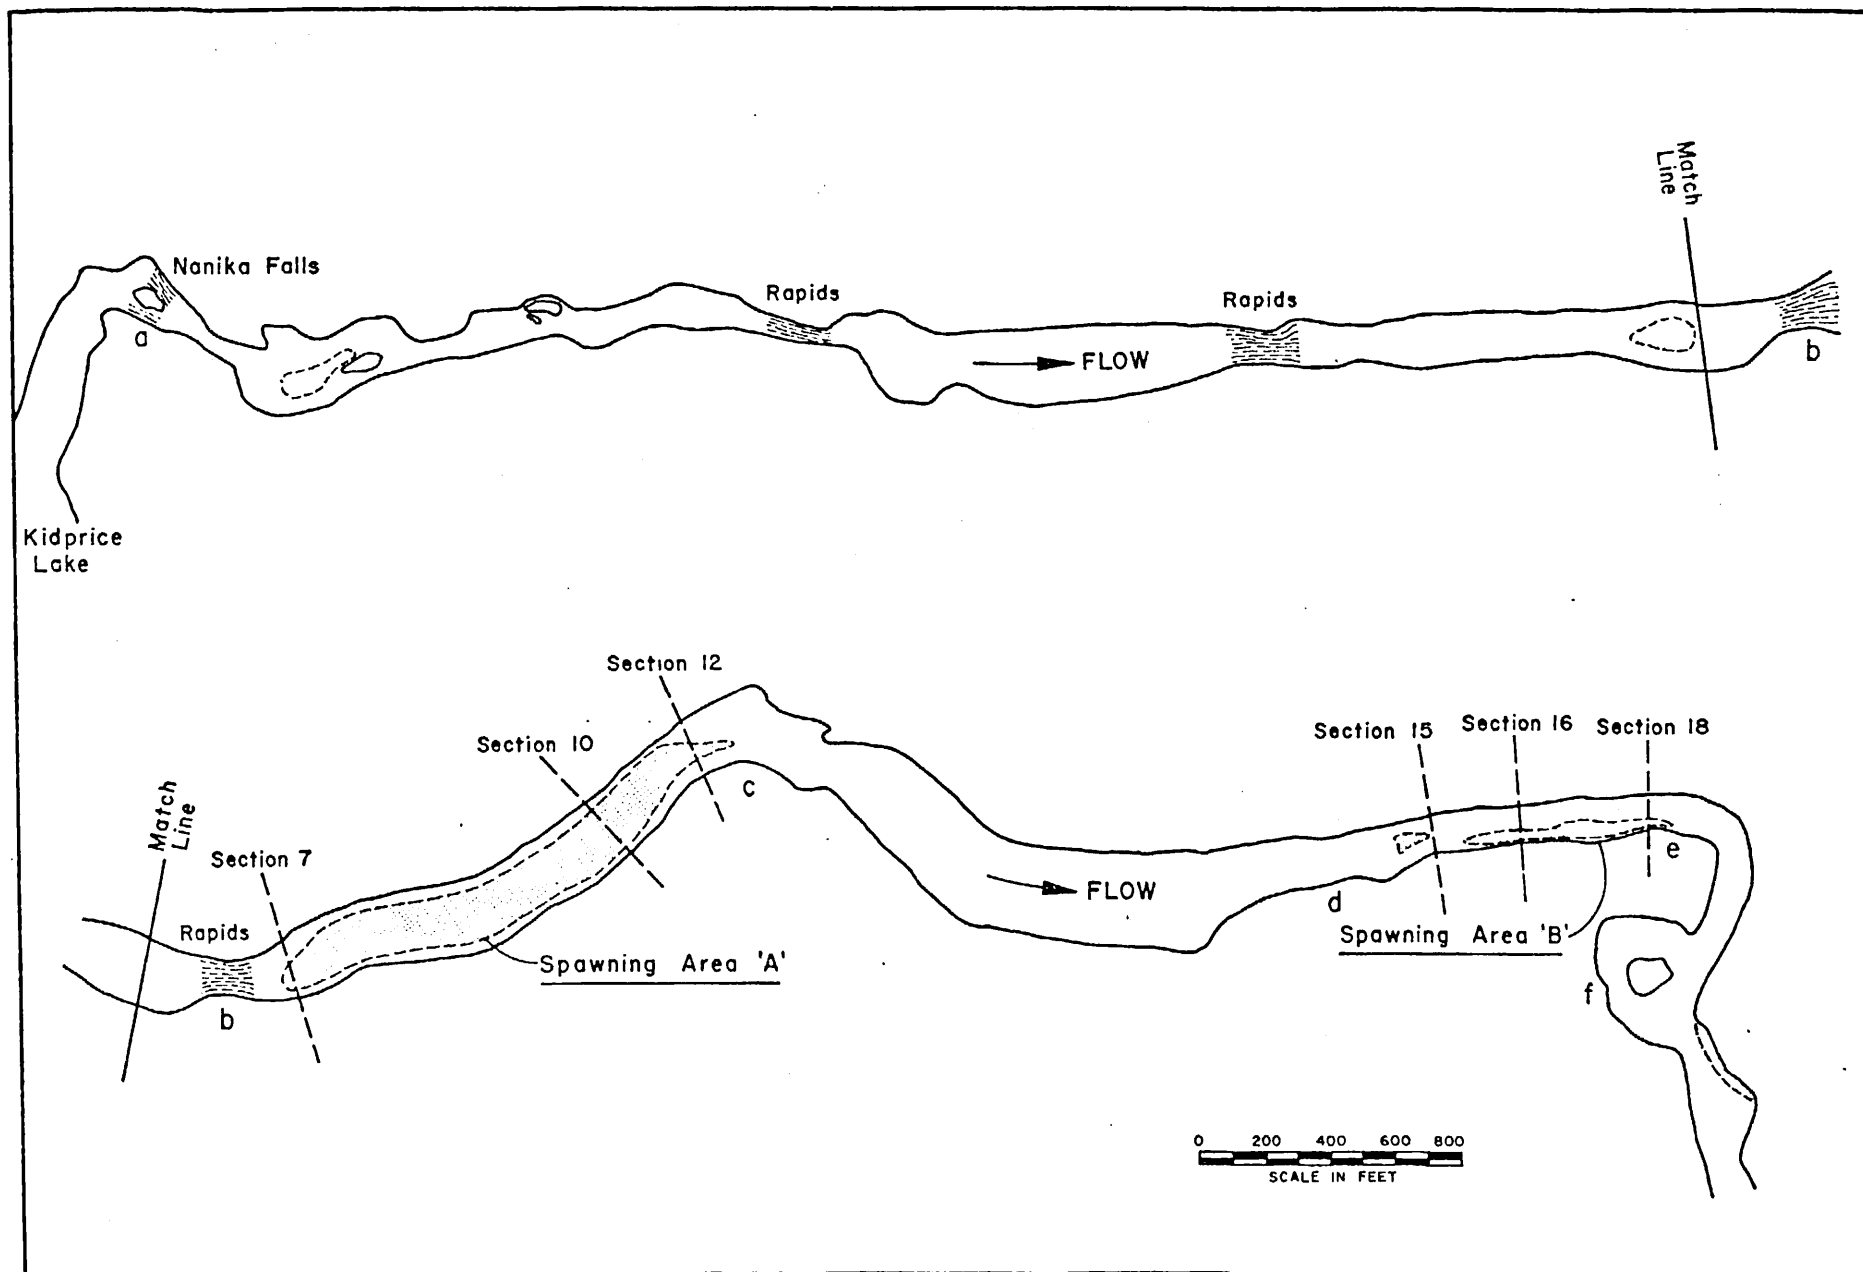 Match
Line
Nanika Falls
Rapids
Rapids
a
FLOW
b
Kidprice
Lake
Section 12
Section 10
Section 15
Section 16
Section 18
Match
Line
c
Section 7
e
FLOW
d
Rapids
Spawning Area 'B'
Spawning Area 'A'
f
b
0 200 400 600 800
SCALE IN FEET